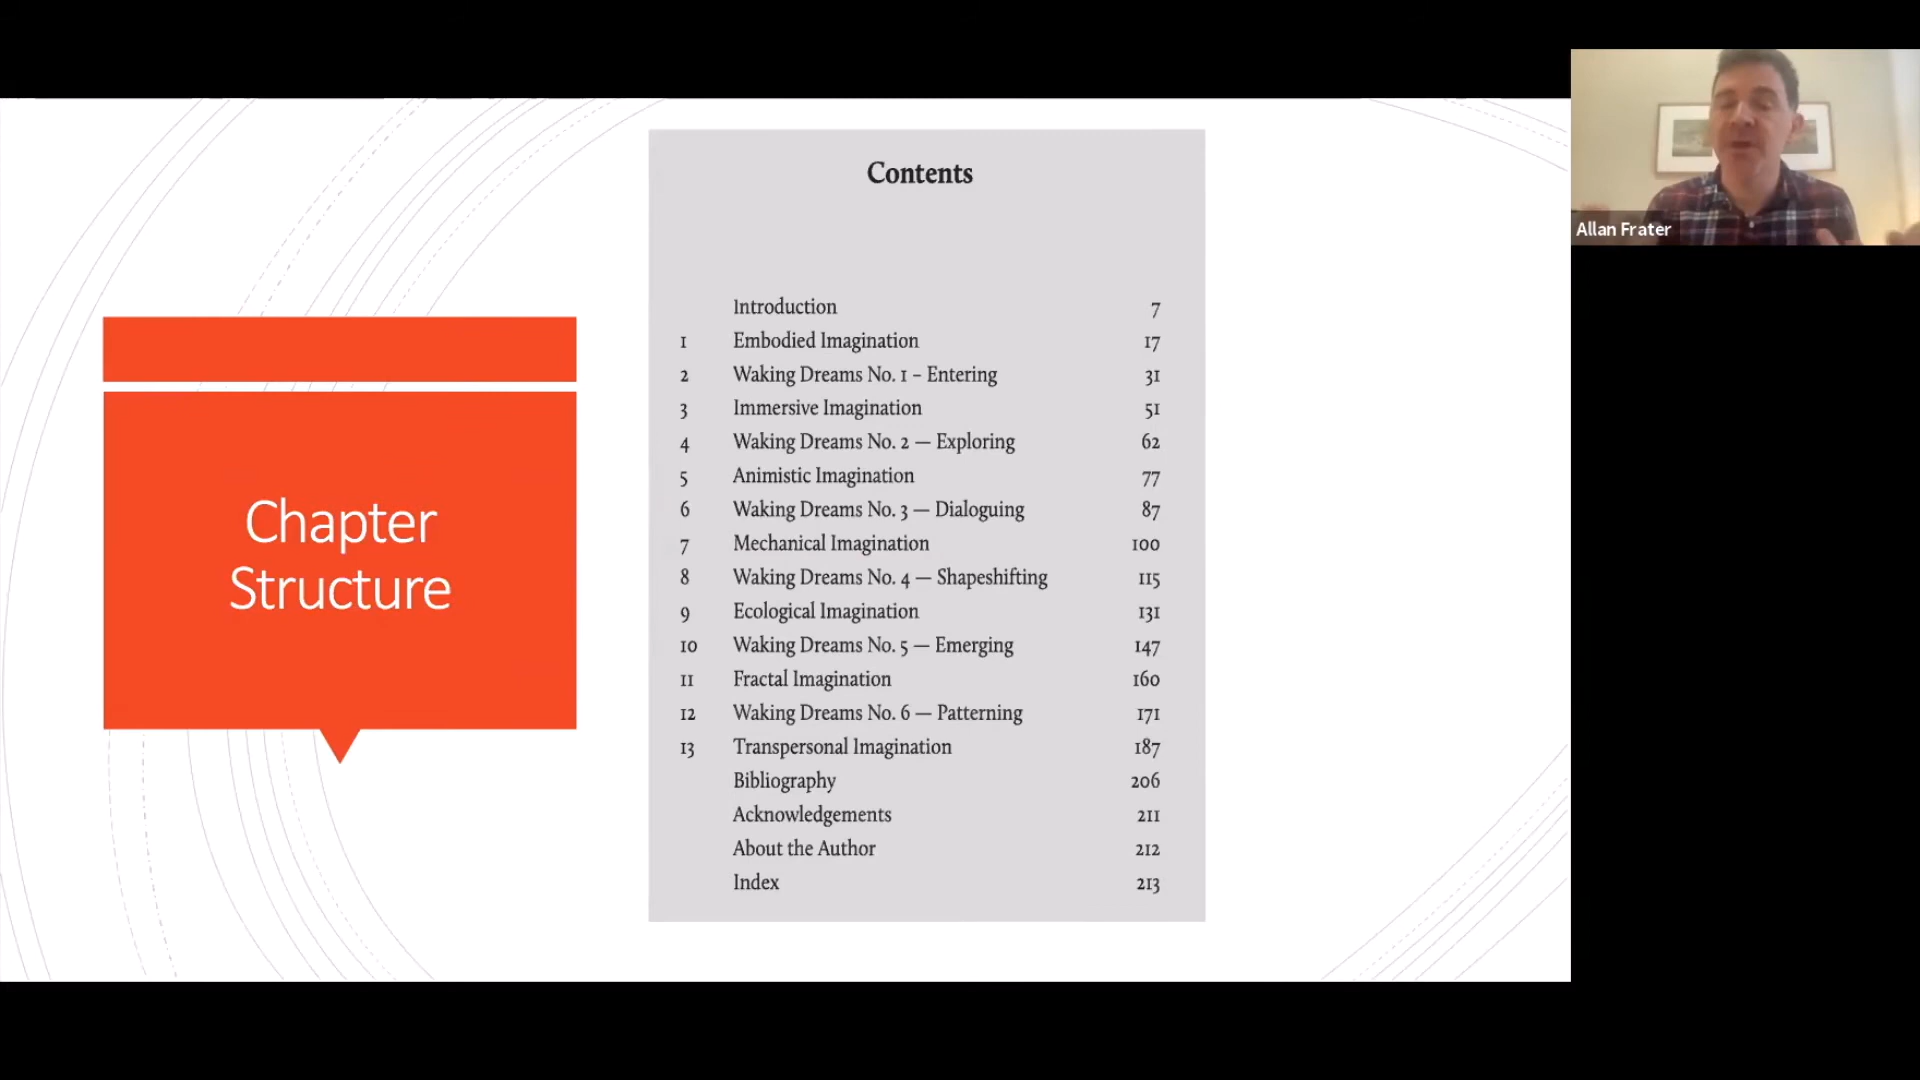 Chapter
Structure
Contents
Introduction 7
1 Embodied Imagination 17
2 Waking Dreams No. 1 – Entering 31
3 Immersive Imagination 51
4 Waking Dreams No. 2 — Exploring 62
5 Animistic Imagination 77
6 Waking Dreams No. 3 — Dialoguing 87
7 Mechanical Imagination 100
8 Waking Dreams No. 4 — Shapeshifting 115
9 Ecological Imagination 131
10 Waking Dreams No. 5 — Emerging 147
11 Fractal Imagination 160
12 Waking Dreams No. 6 — Patterning 171
13 Transpersonal Imagination 187
Bibliography 206
Acknowledgements 211
About the Author 212
Index 213
Allan Frater